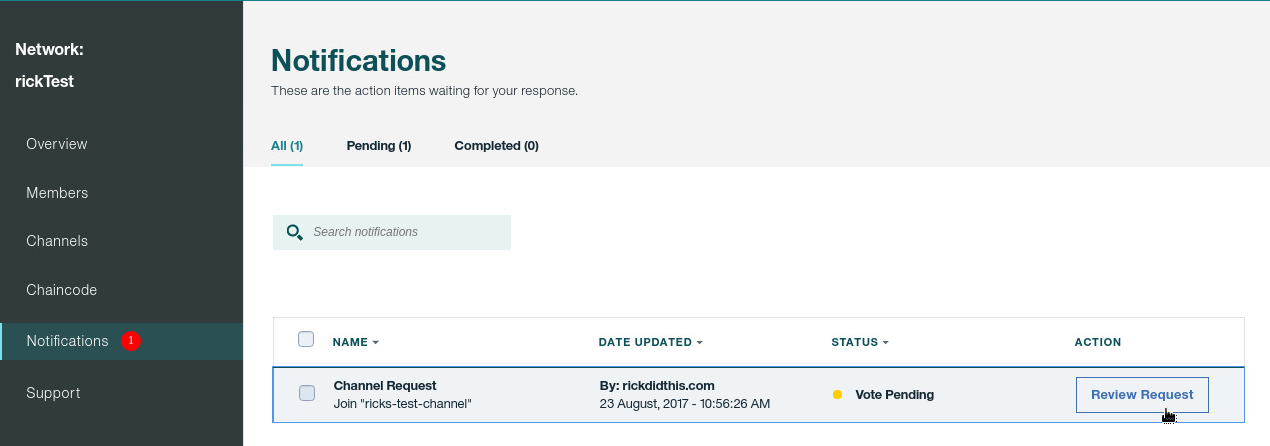 Network:
rickTest
Overview
Members
Channels
Chaincode
Notifications 1
Support
Notifications
These are the action items waiting for your response.
All (1) Pending (1) Completed (0)
Search notifications
NAME DATE UPDATED STATUS ACTION
Channel Request By: rickdidthis.com Vote Pending Review Request
Join "ricks-test-channel" 23 August, 2017 - 10:56:26 AM